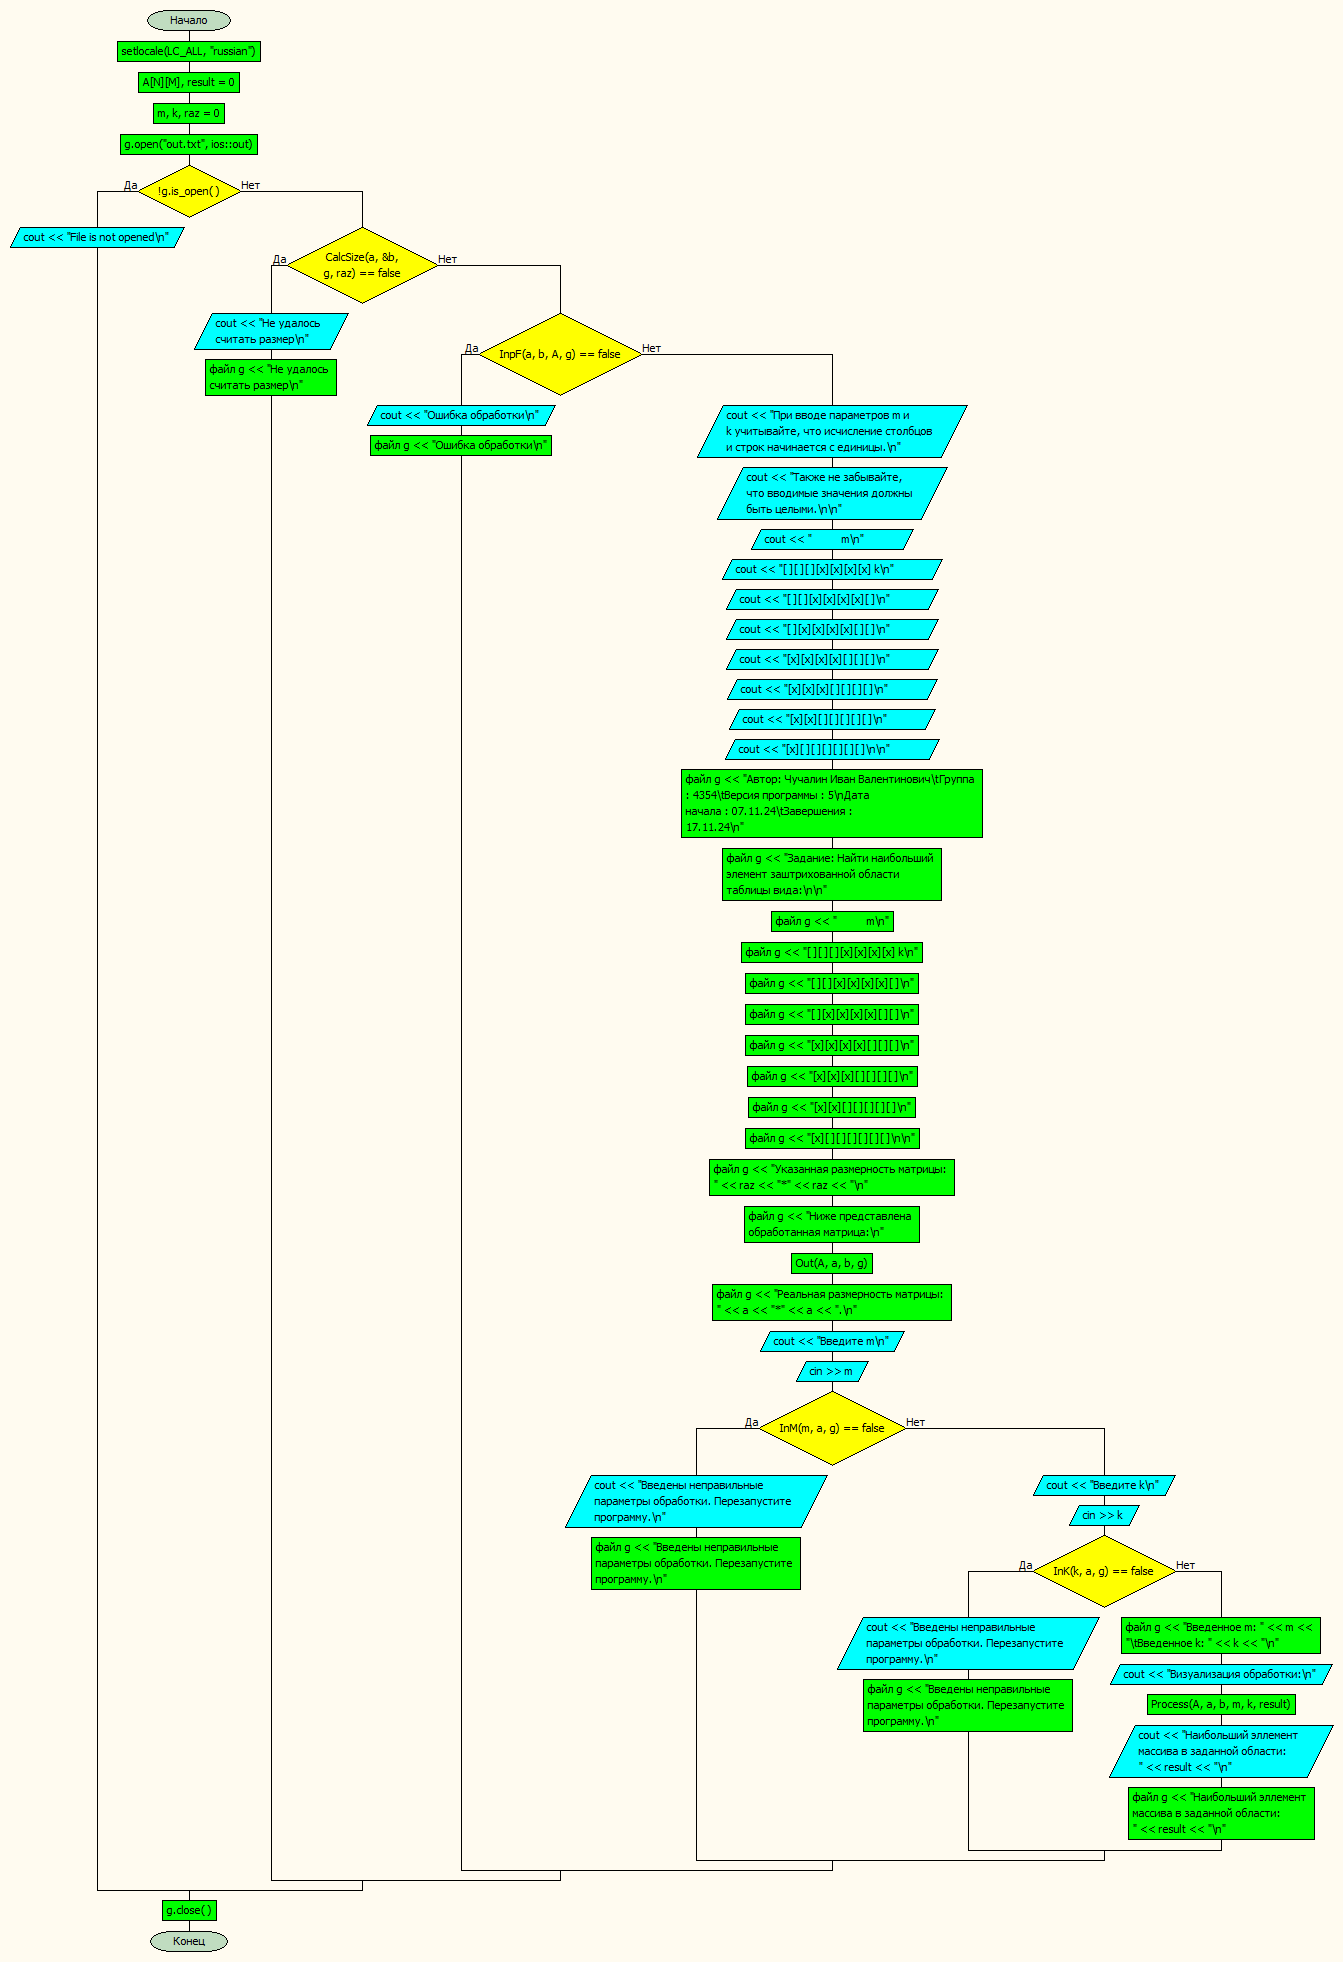 Начало
setlocale(LC_ALL, "russian")
A[N][M], result = 0
m, k, raz = 0
g.open("out.txt", ios::out)
Да
!g.is_open( )
Нет
cout << "File is not opened\n"
Да
CalcSize(a, &b,
g, raz) == false
Нет
cout << "Не удалось
считать размер\n"
файл g << "Не удалось
считать размер\n"
Да
InpF(a, b, A, g) == false
Нет
cout << "Ошибка обработки\n"
файл g << "Ошибка обработки\n"
cout << "При вводе параметров m и
k учитывайте, что исчисление столбцов
и строк начинается с единицы.\n"
cout << "Также не забывайте,
что вводимые значения должны
быть целыми.\n\n"
cout << "          m\n"
cout << "[ ][ ][ ][x][x][x][x] k\n"
cout << "[ ][ ][x][x][x][x][ ]\n"
cout << "[ ][x][x][x][x][ ][ ]\n"
cout << "[x][x][x][x][ ][ ][ ]\n"
cout << "[x][x][x][ ][ ][ ][ ]\n"
cout << "[x][x][ ][ ][ ][ ][ ]\n"
cout << "[x][ ][ ][ ][ ][ ][ ]\n\n"
файл g << "Автор: Чучалин Иван Валентинович\tГруппа
: 4354\tВерсия программы : 5\nДата
начала : 07.11.24\tЗавершения :
17.11.24\n"
файл g << "Задание: Найти наибольший
элемент заштрихованной области
таблицы вида:\n\n"
файл g << "          m\n"
файл g << "[ ][ ][ ][x][x][x][x] k\n"
файл g << "[ ][ ][x][x][x][x][ ]\n"
файл g << "[ ][x][x][x][x][ ][ ]\n"
файл g << "[x][x][x][x][ ][ ][ ]\n"
файл g << "[x][x][x][ ][ ][ ][ ]\n"
файл g << "[x][x][ ][ ][ ][ ][ ]\n"
файл g << "[x][ ][ ][ ][ ][ ][ ]\n\n"
файл g << "Указанная размерность матрицы:
" << raz << "*" << raz << "\n"
файл g << "Ниже представлена
обработанная матрица:\n"
Out(A, a, b, g)
файл g << "Реальная размерность матрицы:
" << a << "*" << a << ".\n"
cout << "Введите m\n"
cin >> m
Да
InM(m, a, g) == false
Нет
cout << "Введены неправильные
параметры обработки. Перезапустите
программу.\n"
файл g << "Введены неправильные
параметры обработки. Перезапустите
программу.\n"
cout << "Введите k\n"
cin >> k
Да
InK(k, a, g) == false
Нет
cout << "Введены неправильные
параметры обработки. Перезапустите
программу.\n"
файл g << "Введены неправильные
параметры обработки. Перезапустите
программу.\n"
файл g << "Введенное m: " << m <<
"\tВведенное k: " << k << "\n"
cout << "Визуализация обработки:\n"
Process(A, a, b, m, k, result)
cout << "Наибольший эллемент
массива в заданной области:
" << result << "\n"
файл g << "Наибольший эллемент
массива в заданной области:
" << result << "\n"
g.close( )
Конец